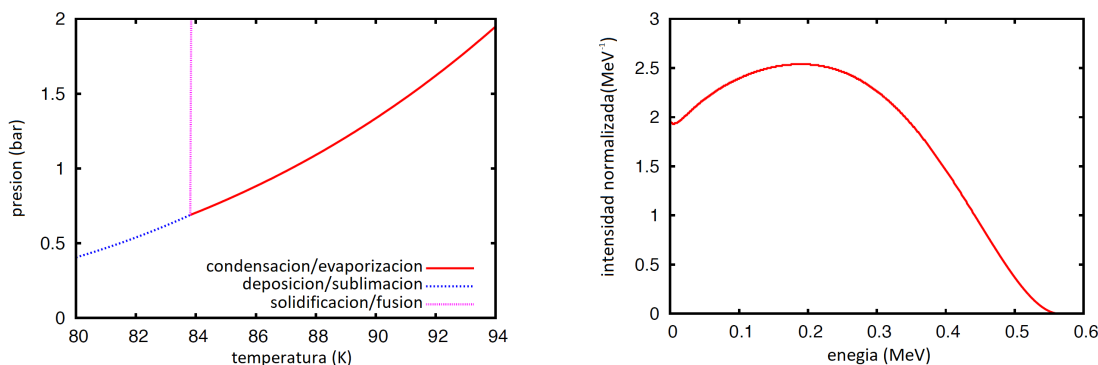 2
1.5
1
0.5
0
presion (bar)
condensacion/evaporizacion
deposicion/sublimacion
solidificacion/fusion
80 82 84 86 88 90 92 94
temperatura (K)
3
2.5
2
1.5
1
0.5
0
intensidad normalizada(MeV⁻¹)
0 0.1 0.2 0.3 0.4 0.5 0.6
enegia (MeV)